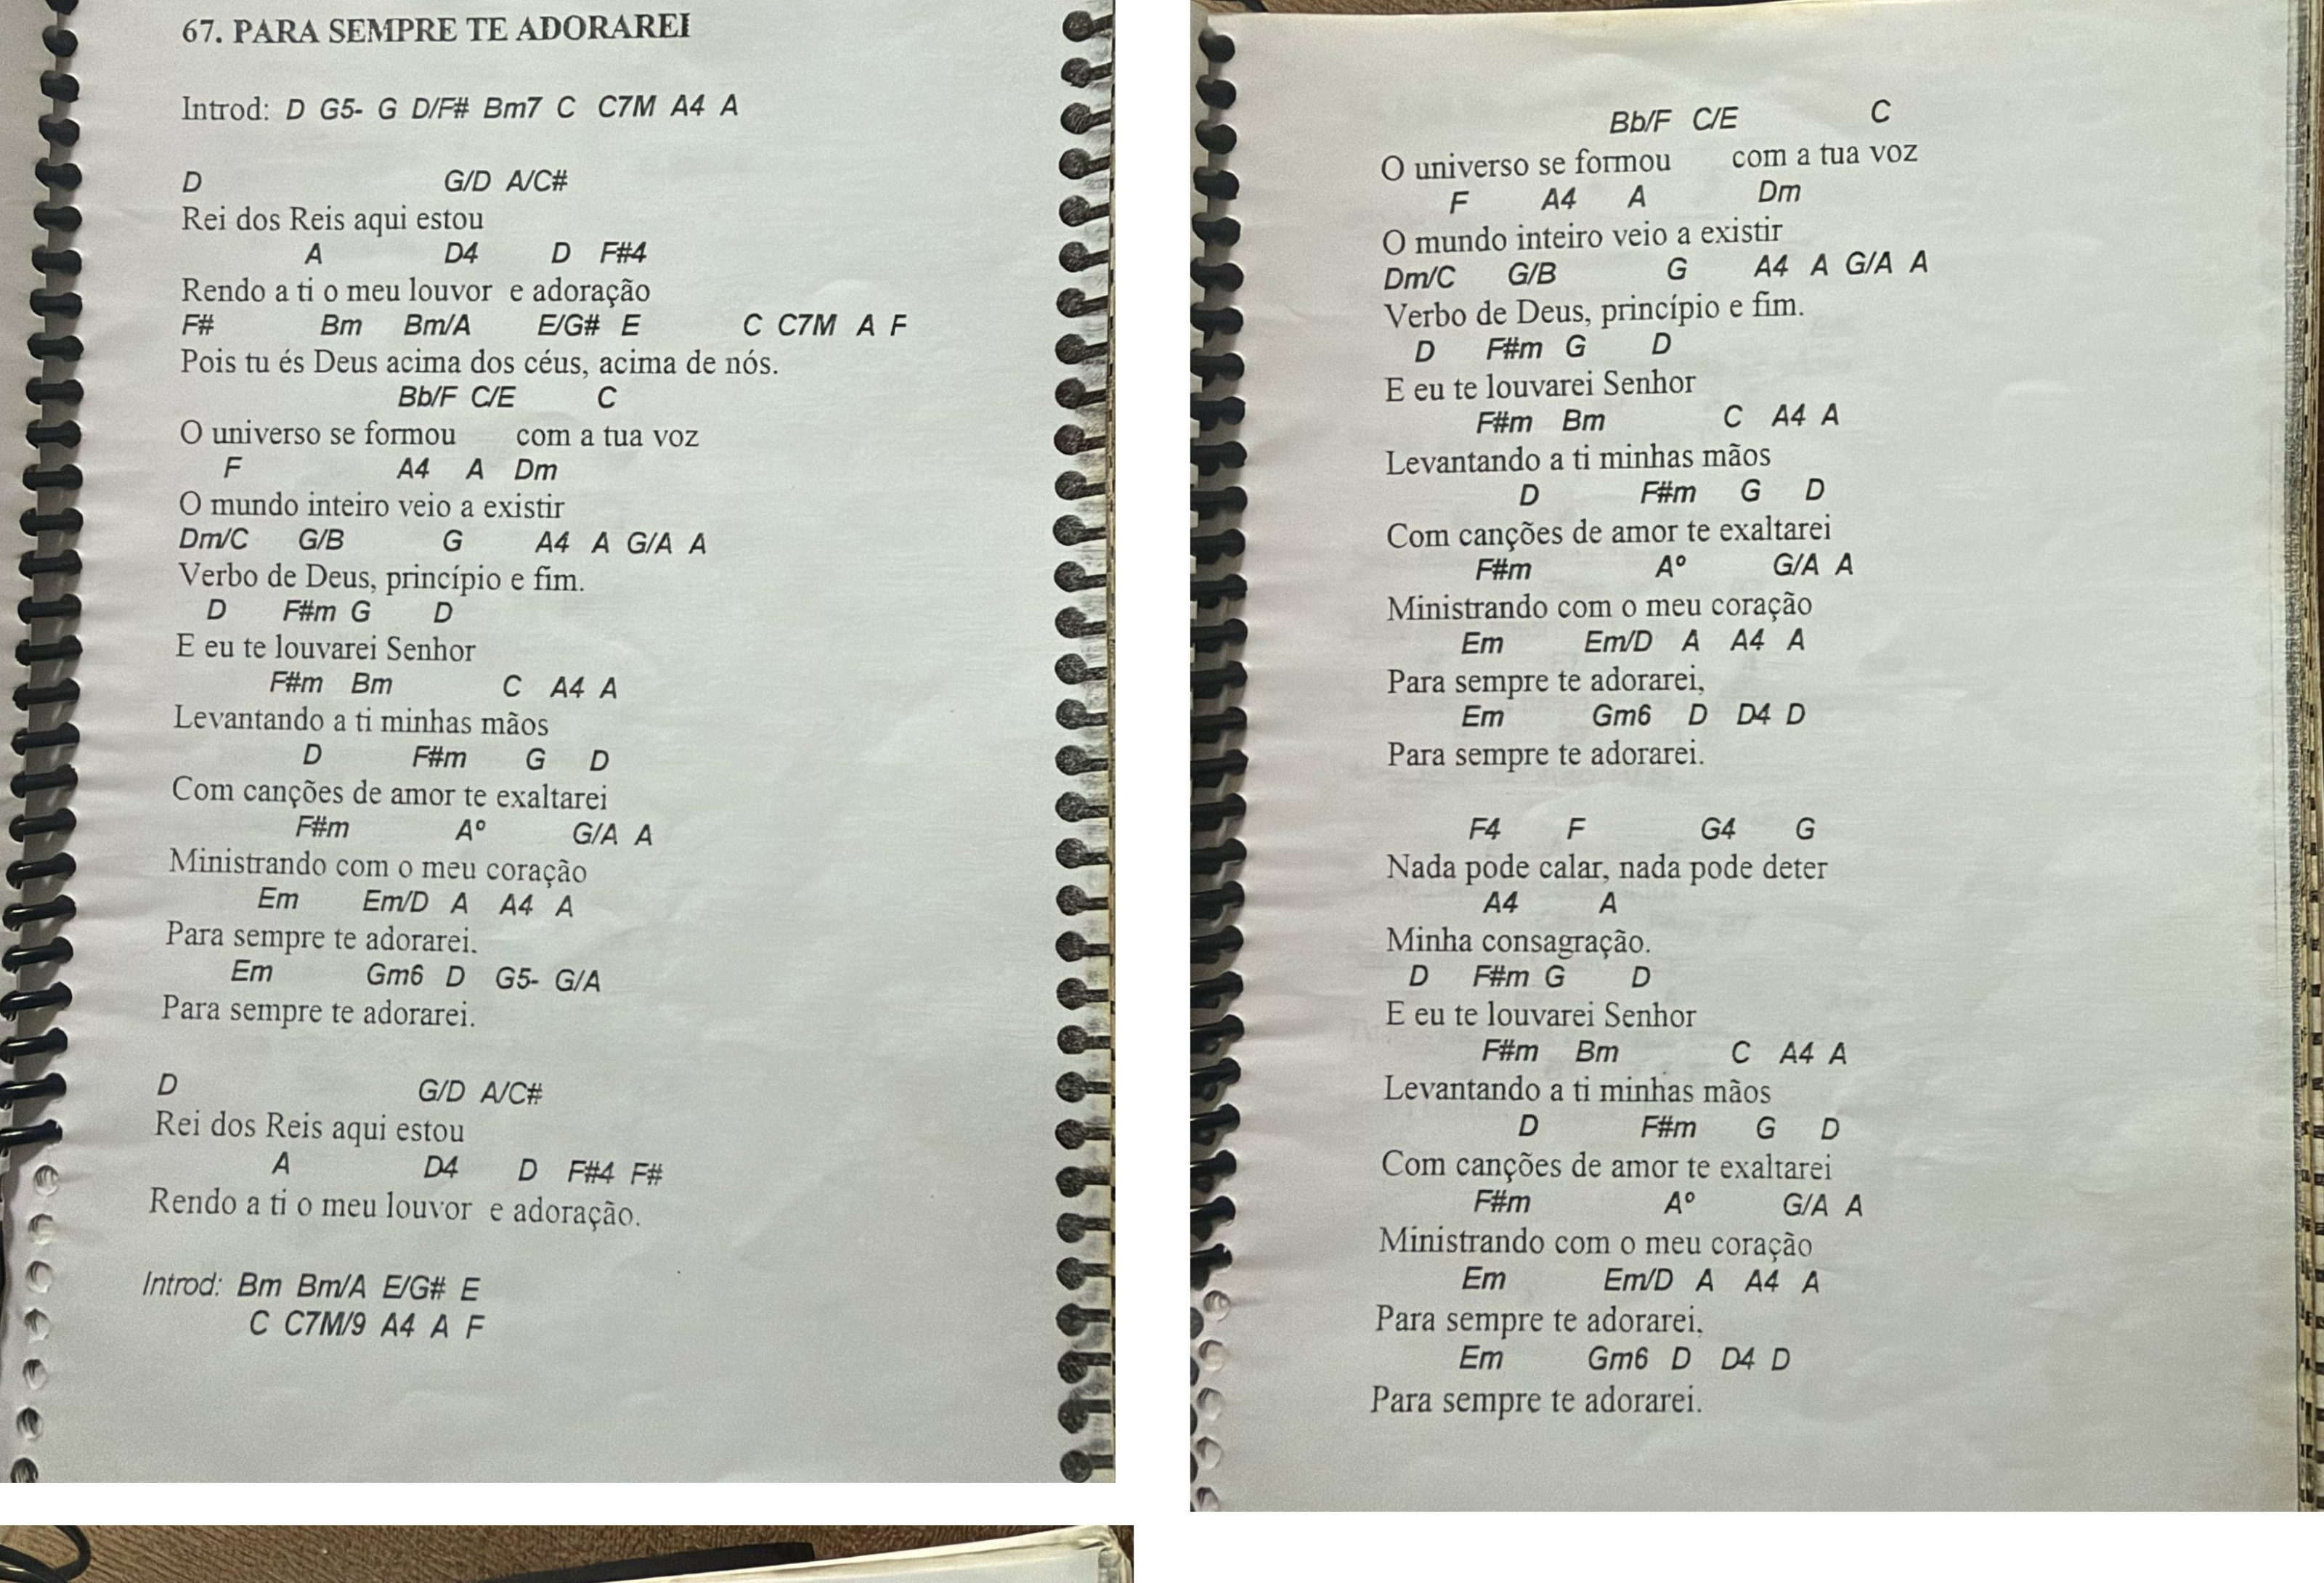 67. PARA SEMPRE TE ADORAREI
Introd: D G5- G D/F# Bm7 C C7M A4 A
D G/D A/C#
Rei dos Reis aqui estou
A D4 D F#4
Rendo a ti o meu louvor e adoração
F# Bm Bm/A E/G# E C C7M A F
Pois tu és Deus acima dos céus, acima de nós.
Bb/F C/E C
O universo se formou com a tua voz
F A4 A Dm
O mundo inteiro veio a existir
Dm/C G/B G A4 A G/A A
Verbo de Deus, princípio e fim.
D F#m G D
E eu te louvarei Senhor
F#m Bm C A4 A
Levantando a ti minhas mãos
D F#m G D
Com canções de amor te exaltarei
F#m Aº G/A A
Ministrando com o meu coração
Em Em/D A A4 A
Para sempre te adorarei.
Em Gm6 D G5- G/A
Para sempre te adorarei.
D G/D A/C#
Rei dos Reis aqui estou
A D4 D F#4 F#
Rendo a ti o meu louvor e adoração.
Introd: Bm Bm/A E/G# E
C C7M/9 A4 A F
Bb/F C/E C
O universo se formou com a tua voz
F A4 A Dm
O mundo inteiro veio a existir
Dm/C G/B G A4 A G/A A
Verbo de Deus, princípio e fim.
D F#m G D
E eu te louvarei Senhor
F#m Bm C A4 A
Levantando a ti minhas mãos
D F#m G D
Com canções de amor te exaltarei
F#m Aº G/A A
Ministrando com o meu coração
Em Em/D A A4 A
Para sempre te adorarei,
Em Gm6 D D4 D
Para sempre te adorarei.
F4 F G4 G
Nada pode calar, nada pode deter
A4 A
Minha consagração.
D F#m G D
E eu te louvarei Senhor
F#m Bm C A4 A
Levantando a ti minhas mãos
D F#m G D
Com canções de amor te exaltarei
F#m Aº G/A A
Ministrando com o meu coração
Em Em/D A A4 A
Para sempre te adorarei,
Em Gm6 D D4 D
Para sempre te adorarei.